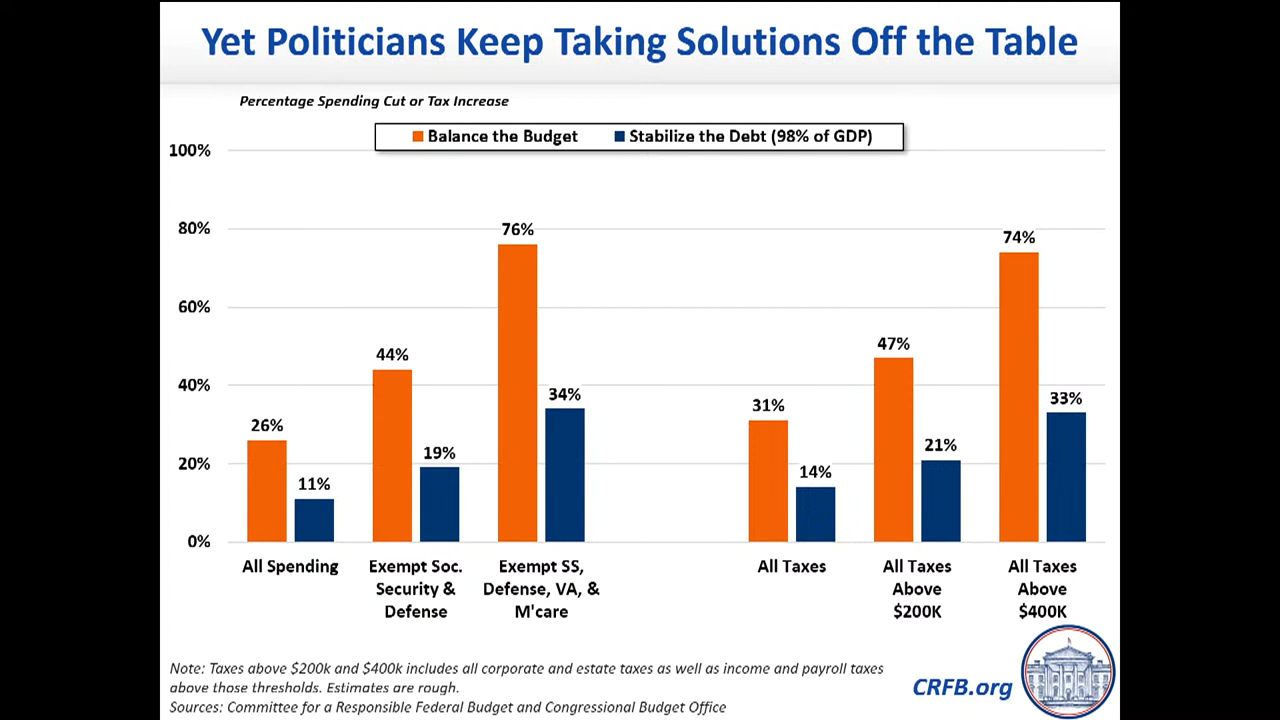 Yet Politicians Keep Taking Solutions Off the Table
Percentage Spending Cut or Tax Increase
Balance the Budget
Stabilize the Debt (98% of GDP)
100%
80%
60%
40%
20%
0%
26%
11%
44%
19%
76%
34%
31%
14%
47%
21%
74%
33%
All Spending
Exempt Soc.
Security &
Defense
Exempt SS,
Defense, VA, &
M'care
All Taxes
All Taxes
Above
$200K
All Taxes
Above
$400K
Note: Taxes above $200k and $400k includes all corporate and estate taxes as well as income and payroll taxes
above those thresholds. Estimates are rough.
Sources: Committee for a Responsible Federal Budget and Congressional Budget Office
CRFB.org